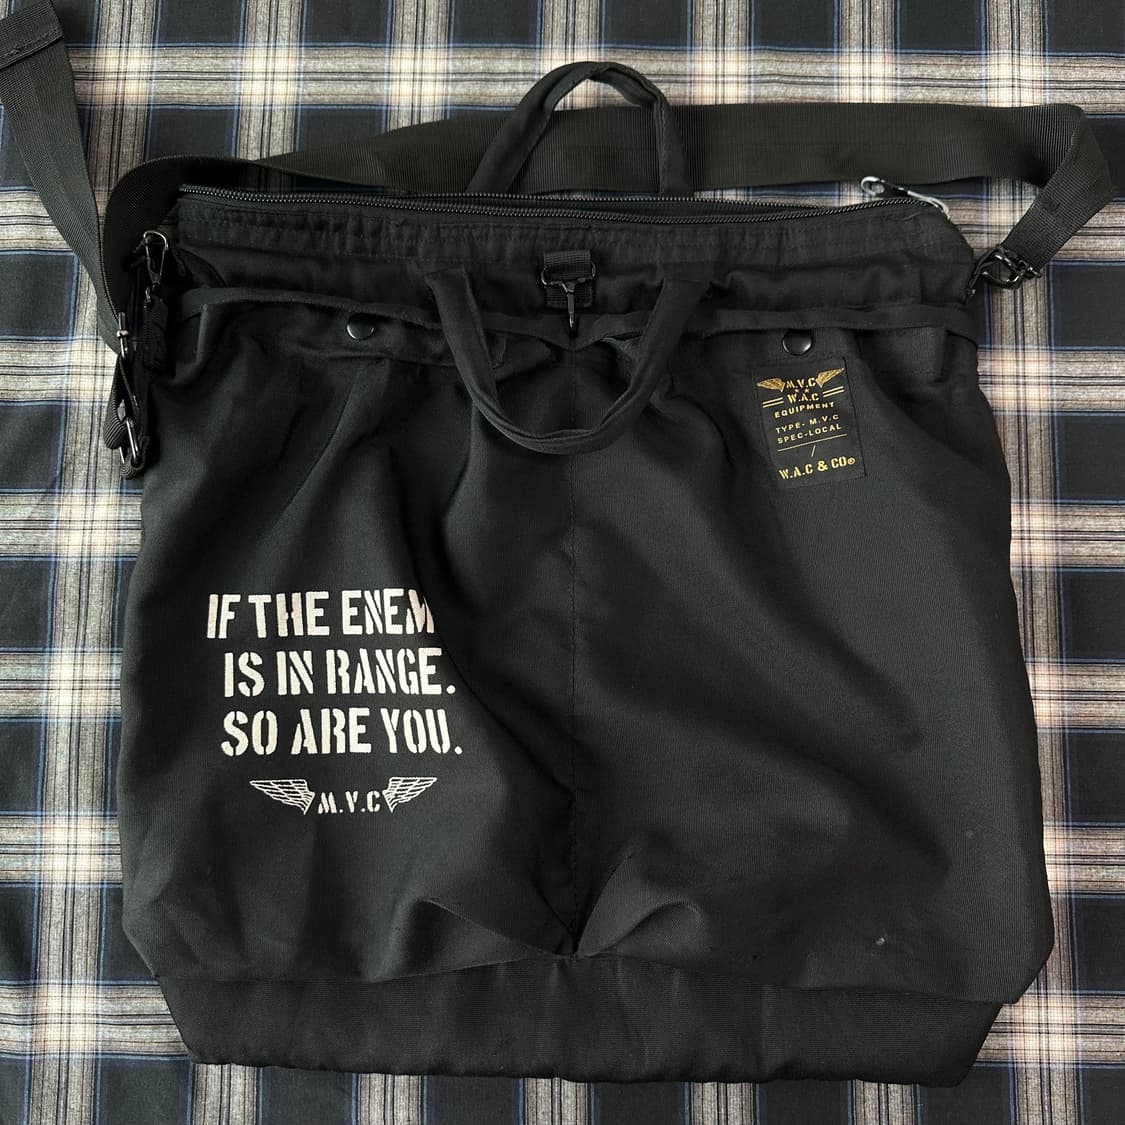 M.V.C
W.A.C
EQUIPMENT
TYPE- M.V.C
SPEC-LOCAL
/
W.A.C & CO®
IF THE ENEM
IS IN RANGE.
SO ARE YOU.
M.V.C